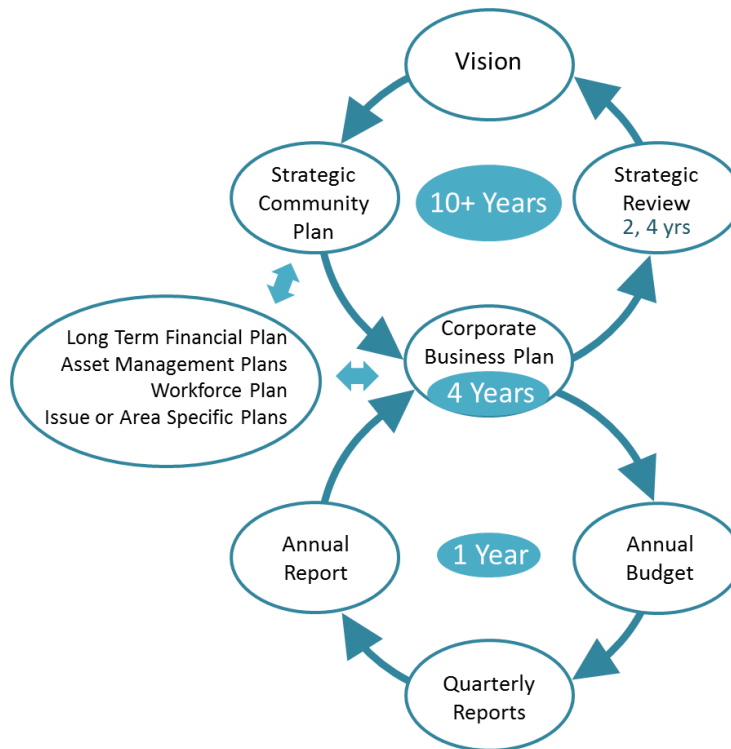 Vision
Strategic
Community
Plan
10+ Years
Strategic
Review
2, 4 yrs
Long Term Financial Plan
Asset Management Plans
Workforce Plan
Issue or Area Specific Plans
Corporate
Business Plan
4 Years
Annual
Report
1 Year
Annual
Budget
Quarterly
Reports